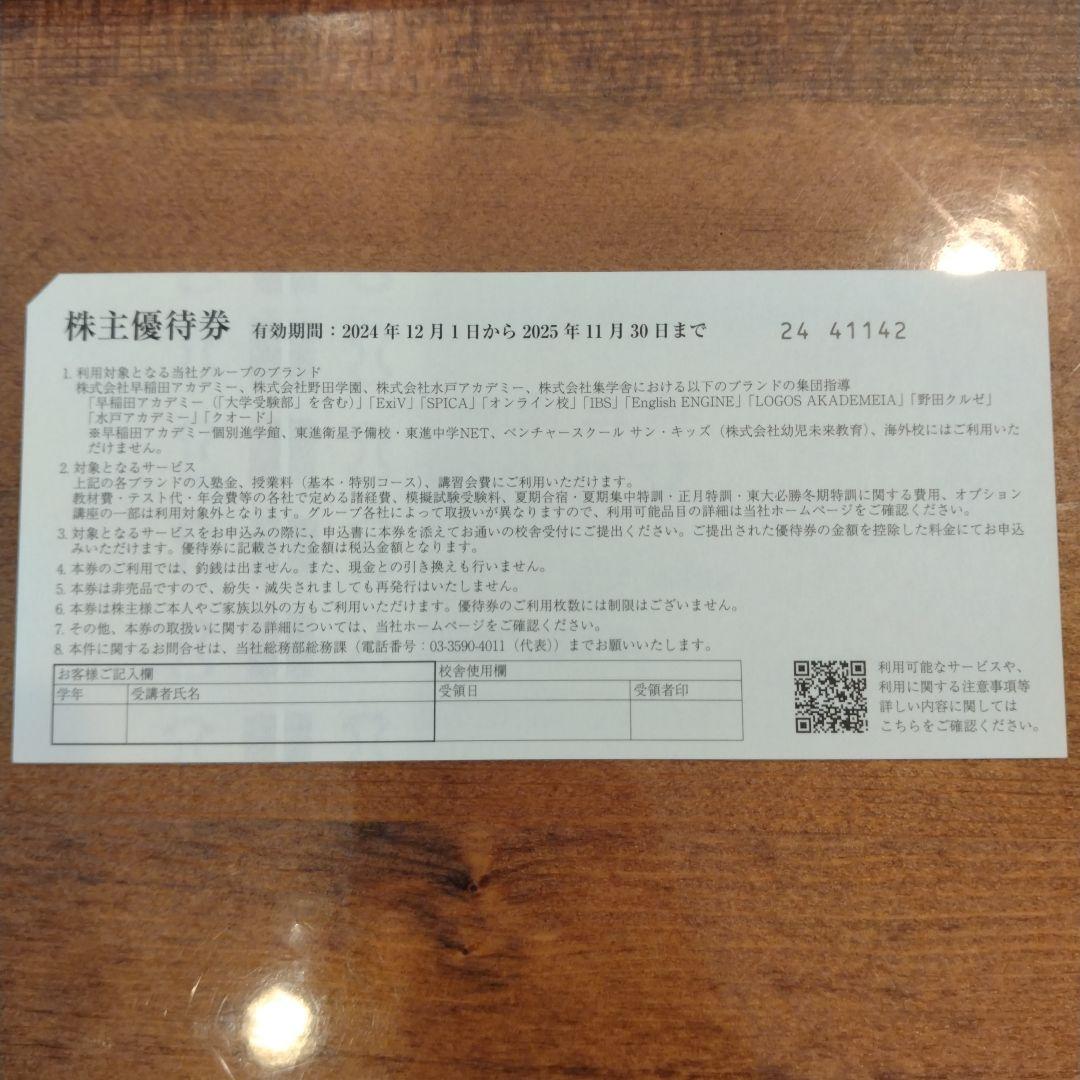 株主優待券 有効期間：2024年12月1日から2025年11月30日まで 24 41142
1. 利用対象となる当社グループのブランド
株式会社早稲田アカデミー、株式会社野田学園、株式会社水戸アカデミー、株式会社集学舎における以下のブランドの集団指導
「早稲田アカデミー（「大学受験部」を含む）」「ExiV」「SPICA」「オンライン校」「IBS」「English ENGINE」「LOGOS AKADEMEIA」「野田クルゼ」
「水戸アカデミー」「クオード」
※早稲田アカデミー個別進学館、東進衛星予備校・東進中学NET、ベンチャースクール サン・キッズ（株式会社幼児未来教育）、海外校にはご利用いた
だけません。
2. 対象となるサービス
上記の各ブランドの入塾金、授業料（基本・特別コース）、講習会費にご利用いただけます。
教材費・テスト代・年会費等の各社で定める諸経費、模擬試験受験料、夏期合宿・夏期集中特訓・正月特訓・東大必勝冬期特訓に関する費用、オプション
講座の一部は利用対象外となります。グループ各社によって取扱いが異なりますので、利用可能品目の詳細は当社ホームページをご確認ください。
3. 対象となるサービスをお申込みの際に、申込書に本券を添えてお通いの校舎受付にご提出ください。ご提出された優待券の金額を控除した料金にてお申込
みいただけます。優待券に記載された金額は税込金額となります。
4. 本券のご利用では、釣銭は出ません。また、現金との引き換えも行いません。
5. 本券は非売品ですので、紛失・滅失されましても再発行はいたしません。
6. 本券は株主様ご本人やご家族以外の方もご利用いただけます。優待券のご利用枚数には制限はございません。
7. その他、本券の取扱いに関する詳細については、当社ホームページをご確認ください。
8. 本件に関するお問合せは、当社総務部総務課（電話番号：03-3590-4011（代表））までお願いいたします。
お客様ご記入欄 校舎使用欄
学年 受講者氏名 受領日 受領者印
利用可能なサービスや、
利用に関する注意事項等
詳しい内容に関しては
こちらをご確認ください。